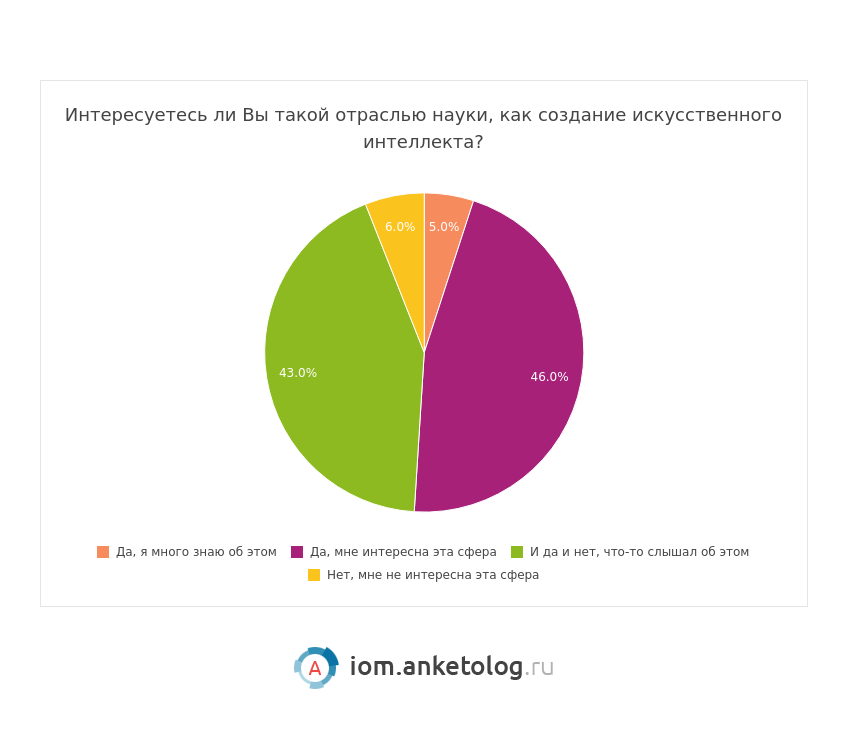 Интересуетесь ли Вы такой отраслью науки, как создание искусственного
интеллекта?
6.0%
5.0%
43.0%
46.0%
Да, я много знаю об этом
Да, мне интересна эта сфера
И да и нет, что-то слышал об этом
Нет, мне не интересна эта сфера
A
iom.anketolog.ru